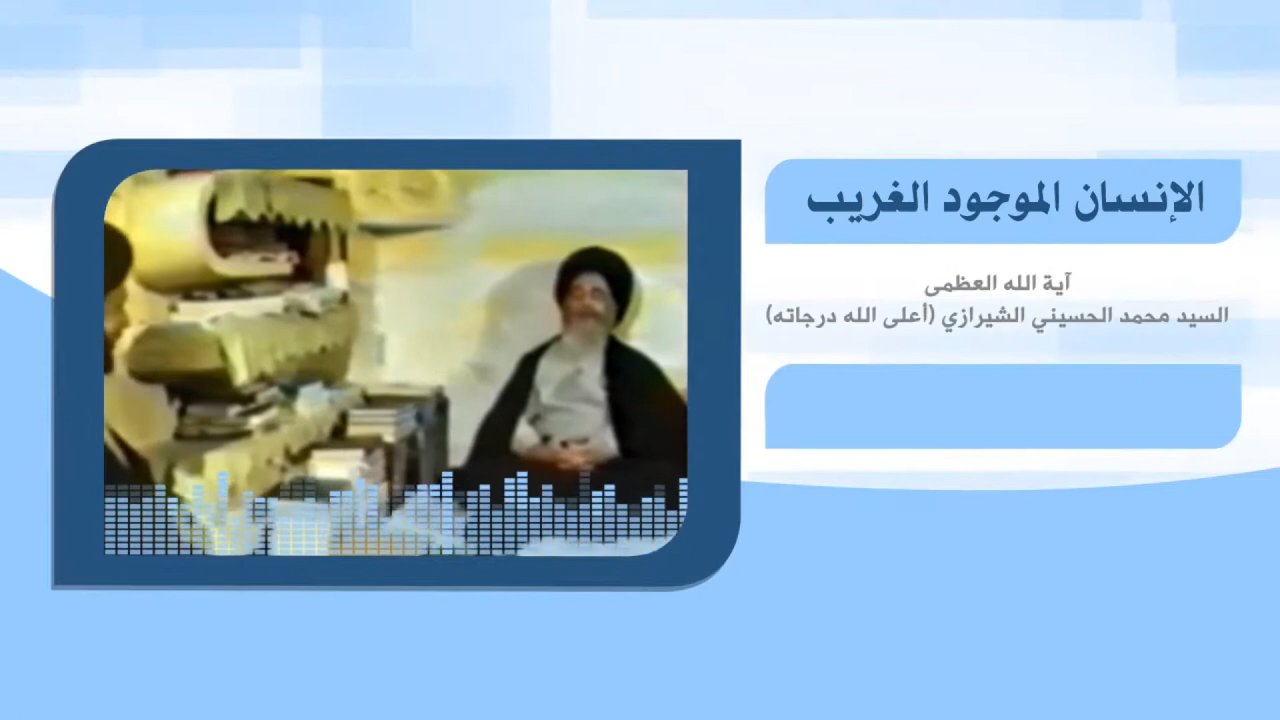 الإنسان الموجود الغريب
آية الله العظمى
السيد محمد الحسيني الشيرازي (أعلى الله درجاته)